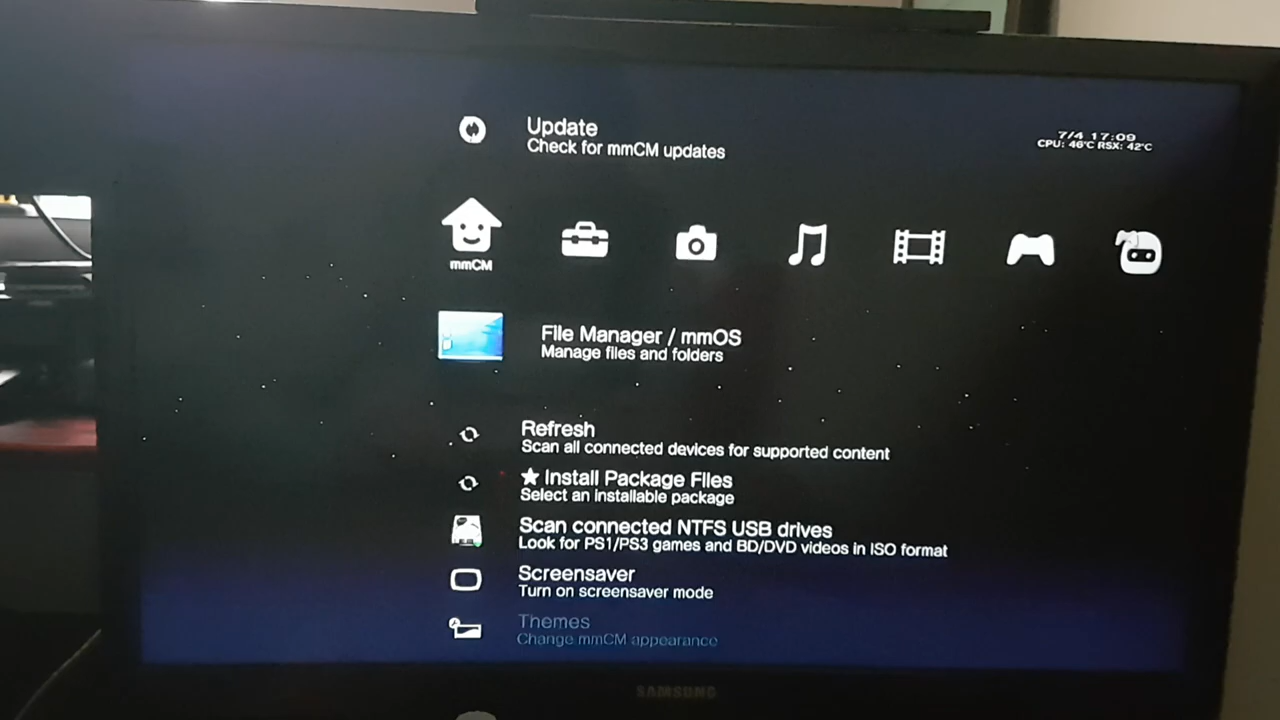 Update
Check for mmCM updates
7/4 17:09
CPU: 46°C RSX: 42°C
mmCM
File Manager / mmOS
Manage files and folders
Refresh
Scan all connected devices for supported content
★ Install Package Files
Select an installable package
Scan connected NTFS USB drives
Look for PS1/PS3 games and BD/DVD videos in ISO format
Screensaver
Turn on screensaver mode
Themes
Change mmCM appearance
SAMSUNG